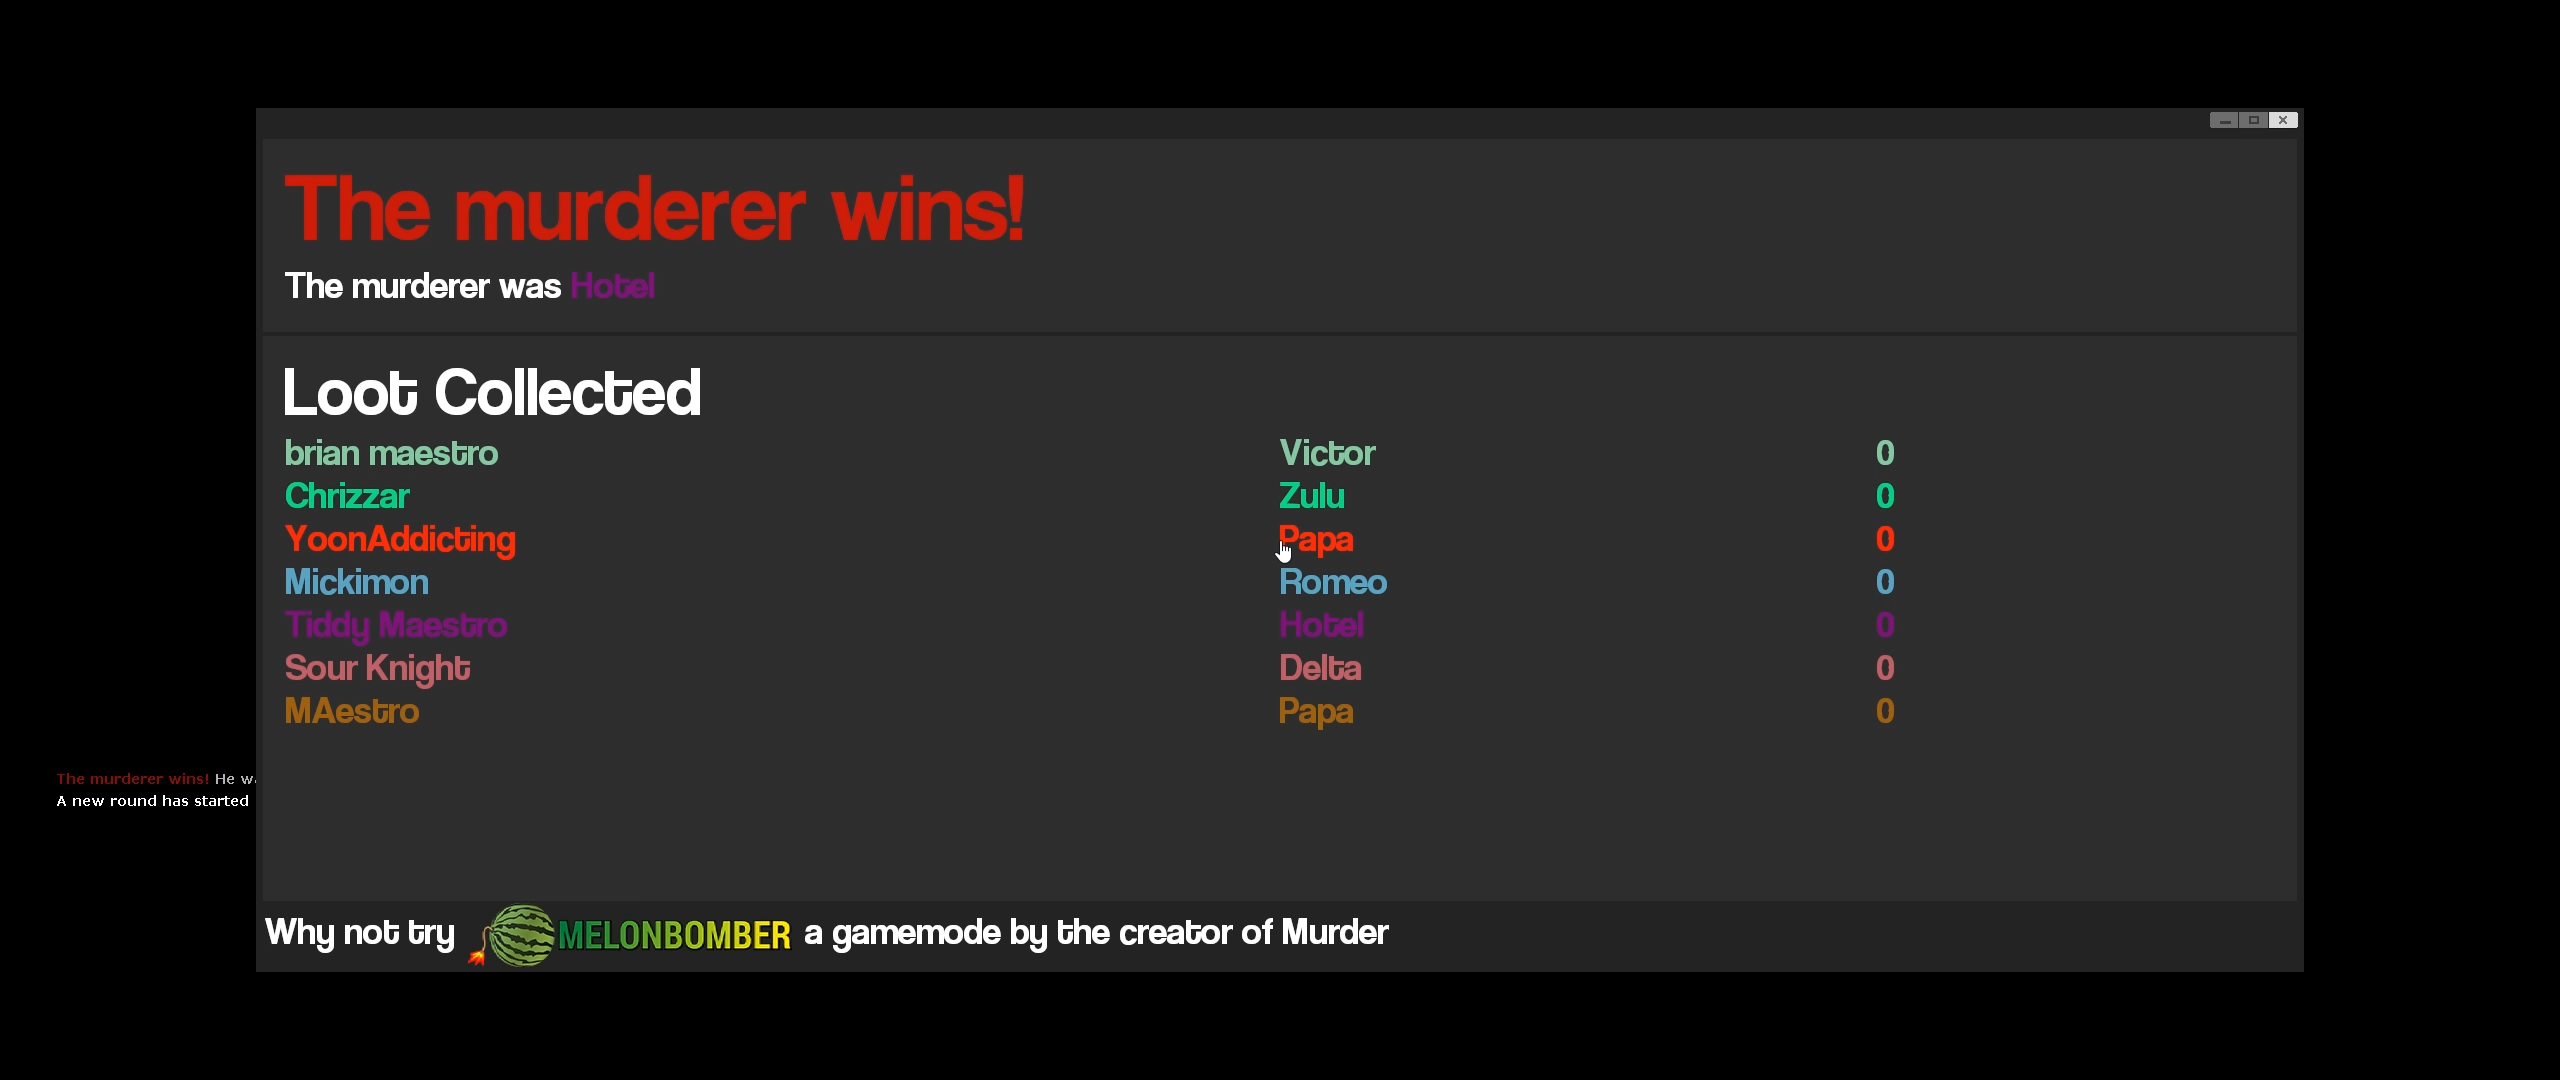 The murderer wins!
The murderer was Hotel
Loot Collected
brian maestro Victor 0
Chrizzar Zulu 0
YoonAddicting Papa 0
Mickimon Romeo 0
Tiddy Maestro Hotel 0
Sour Knight Delta 0
MAestro Papa 0
The murderer wins! He
A new round has started
Why not try MELONBOMBER a gamemode by the creator of Murder